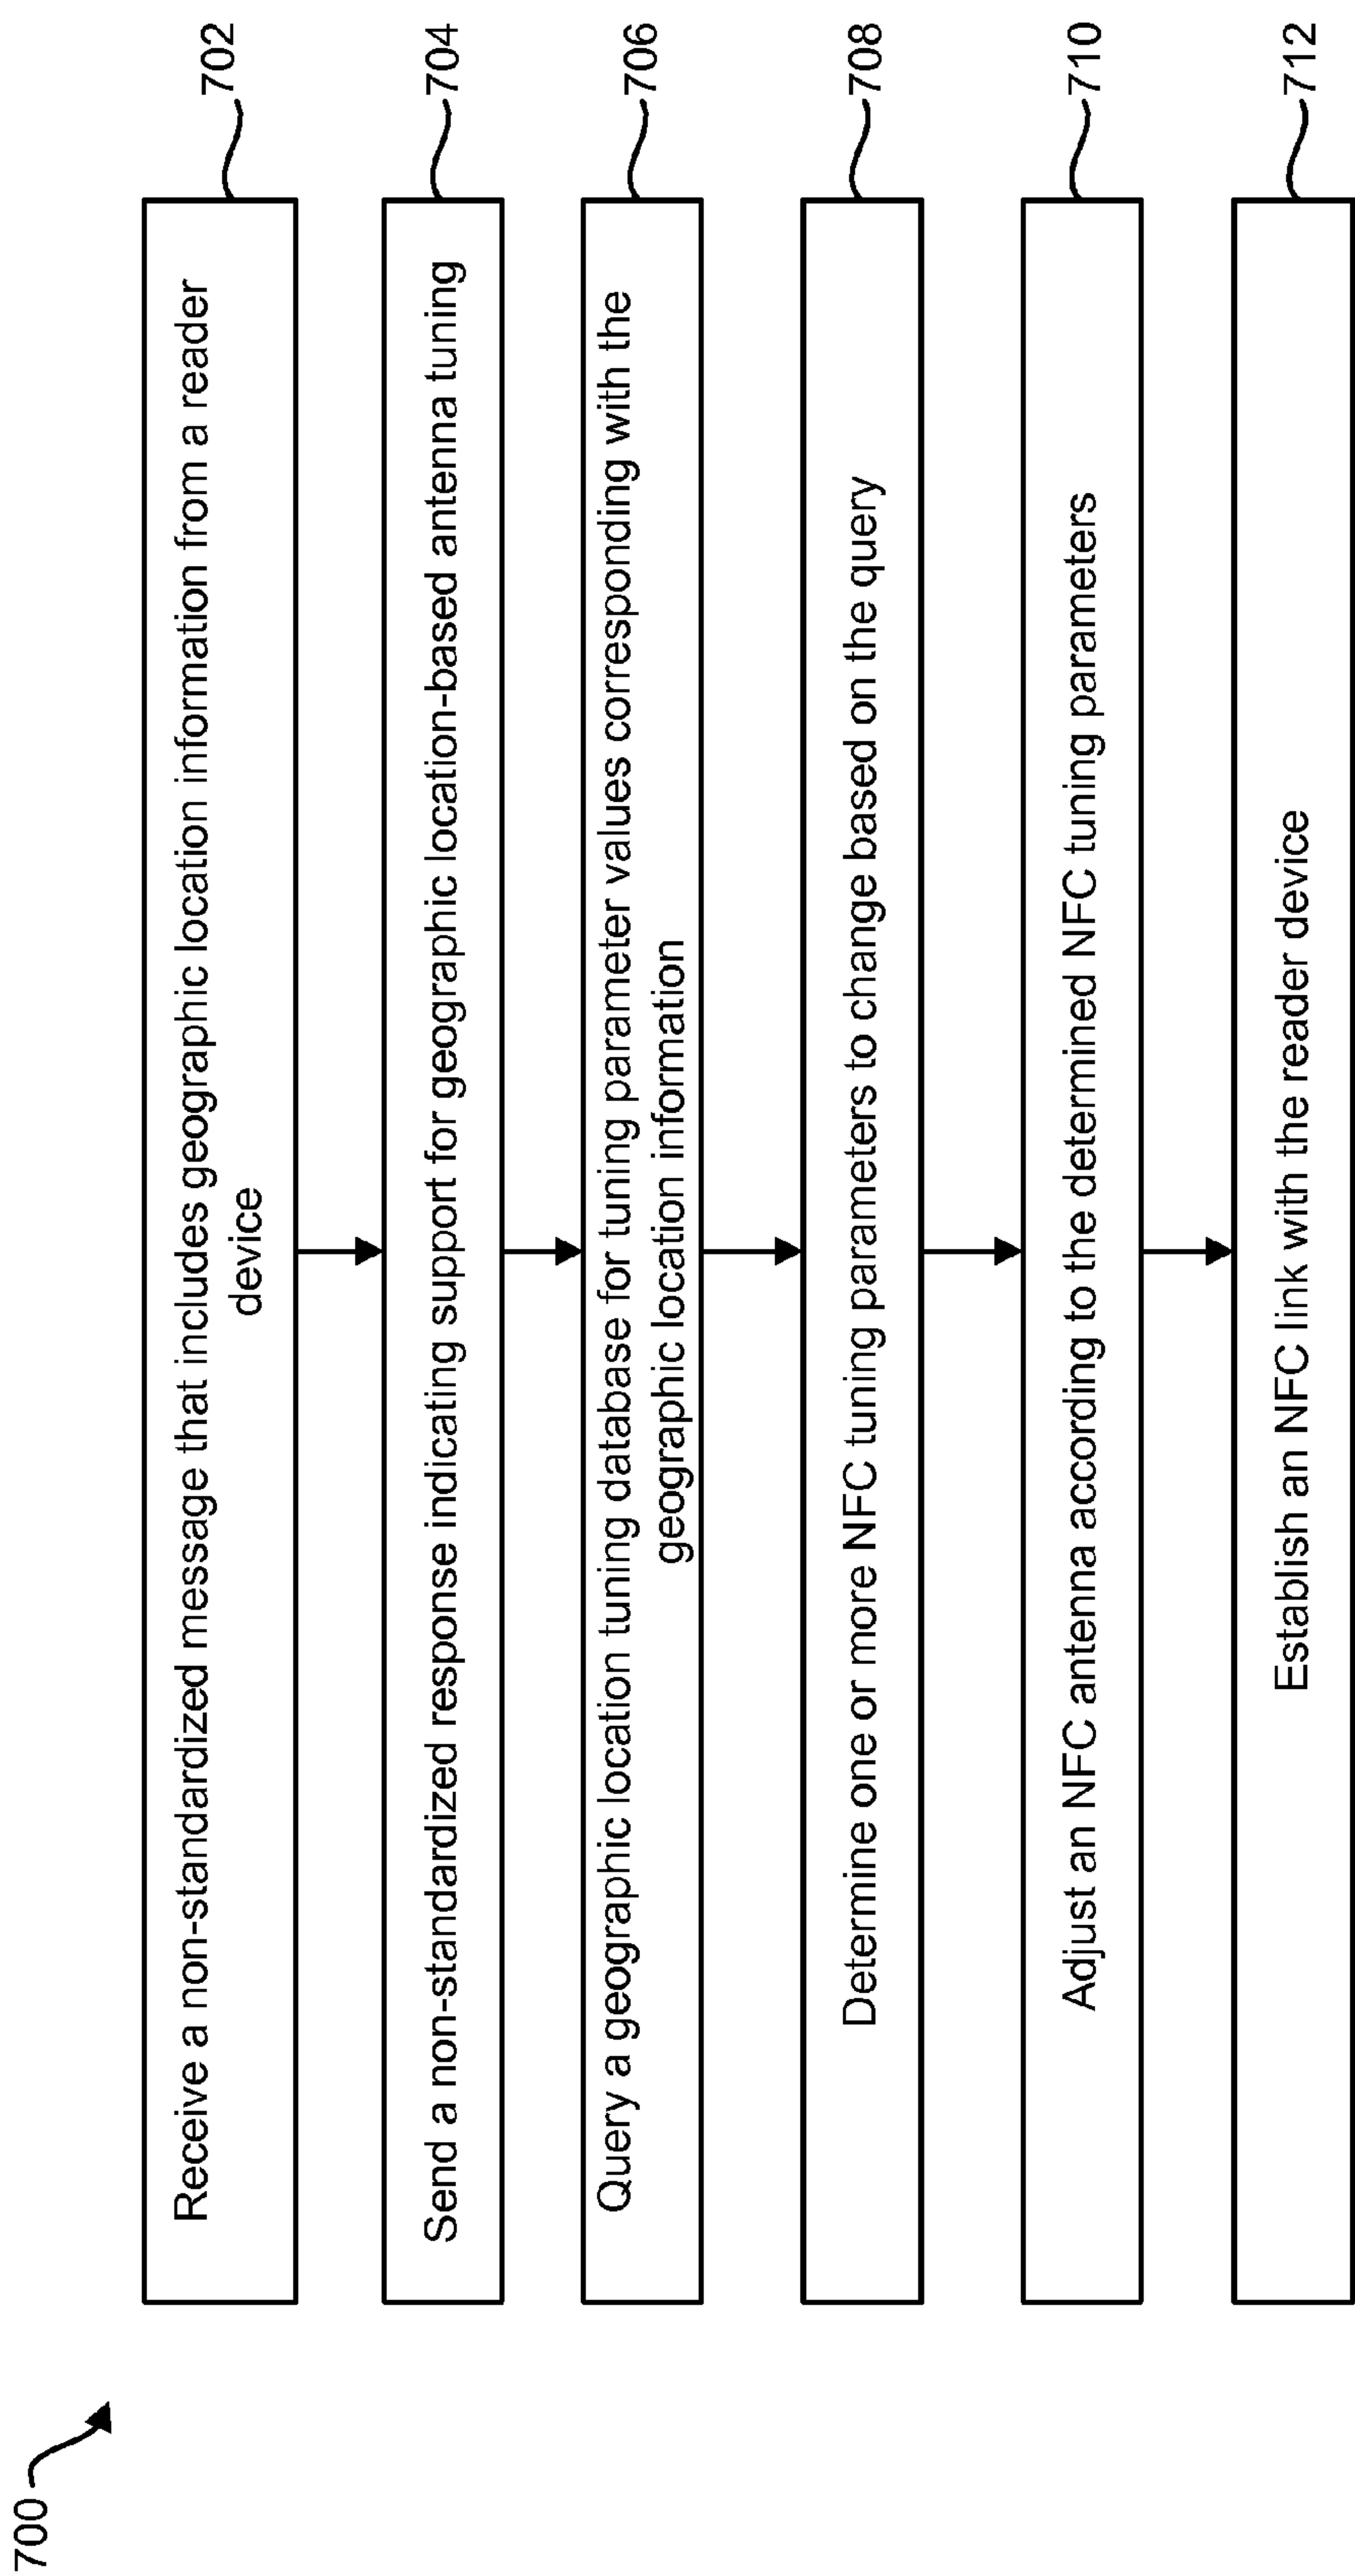 700
Receive a non-standardized message that includes geographic location information from a reader
device
702
Send a non-standardized response indicating support for geographic location-based antenna tuning
704
Query a geographic location tuning database for tuning parameter values corresponding with the
geographic location information
706
Determine one or more NFC tuning parameters to change based on the query
708
Adjust an NFC antenna according to the determined NFC tuning parameters
710
Establish an NFC link with the reader device
712